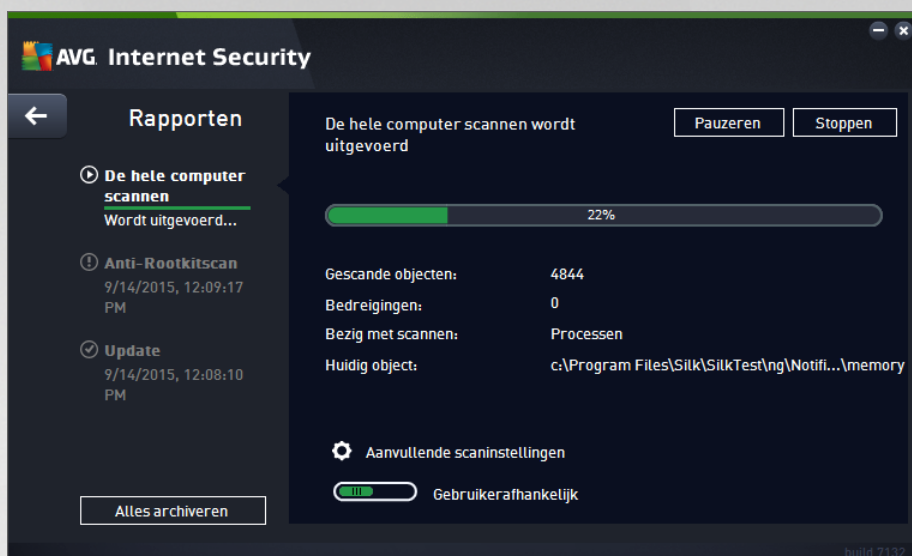 AVG. Internet Security
Rapporten
De hele computer
scannen
Wordt uitgevoerd...
Anti-Rootkitscan
9/14/2015, 12:09:17
PM
Update
9/14/2015, 12:08:10
PM
Alles archiveren
De hele computer scannen wordt
uitgevoerd
Pauzeren
Stoppen
22%
Gescande objecten: 4844
Bedreigingen: 0
Bezig met scannen: Processen
Huidig object: c:\Program Files\Silk\SilkTest\ng\Notifi...\memory
Aanvullende scaninstellingen
Gebruikerafhankelijk
build 7132